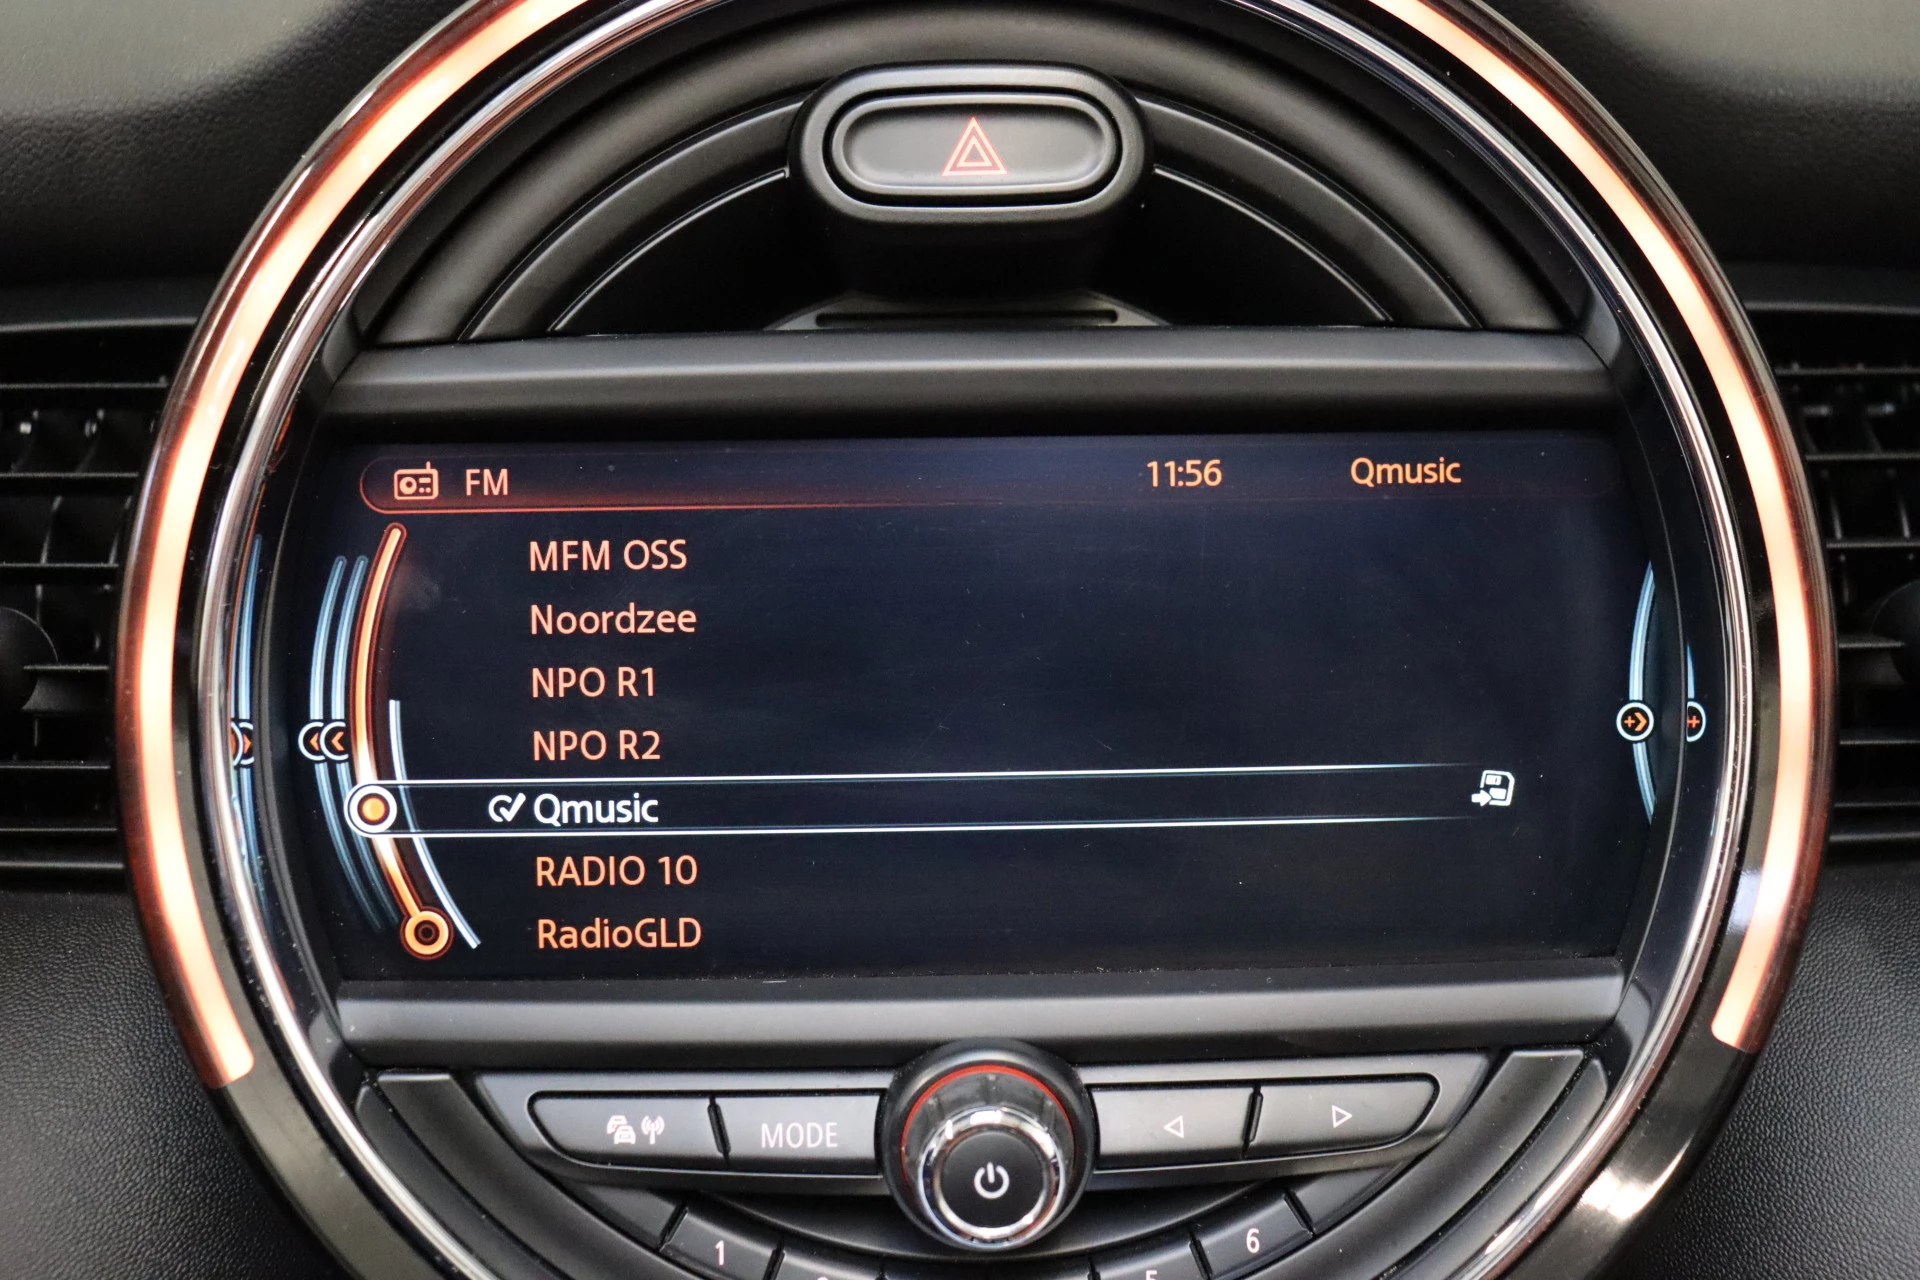 FM 11:56 Qmusic
MFM OSS
Noordzee
NPO R1
NPO R2
Qmusic
RADIO 10
RadioGLD
MODE
1 6